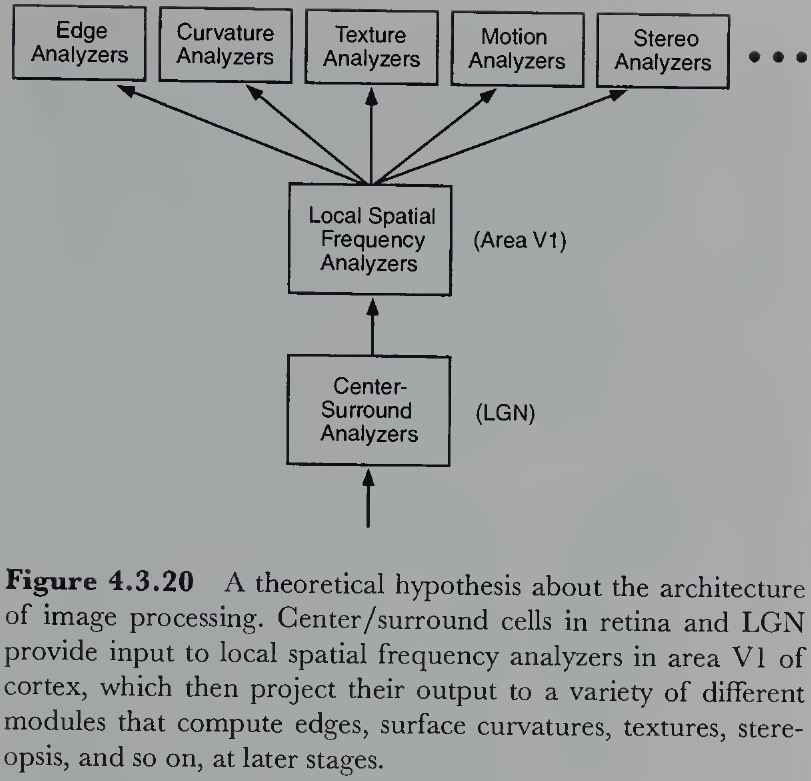 Edge
Analyzers
Curvature
Analyzers
Texture
Analyzers
Motion
Analyzers
Stereo
Analyzers
Local Spatial
Frequency
Analyzers
(Area V1)
Center-
Surround
Analyzers
(LGN)
Figure 4.3.20 A theoretical hypothesis about the architecture
of image processing. Center/surround cells in retina and LGN
provide input to local spatial frequency analyzers in area V1 of
cortex, which then project their output to a variety of different
modules that compute edges, surface curvatures, textures, stere-
opsis, and so on, at later stages.